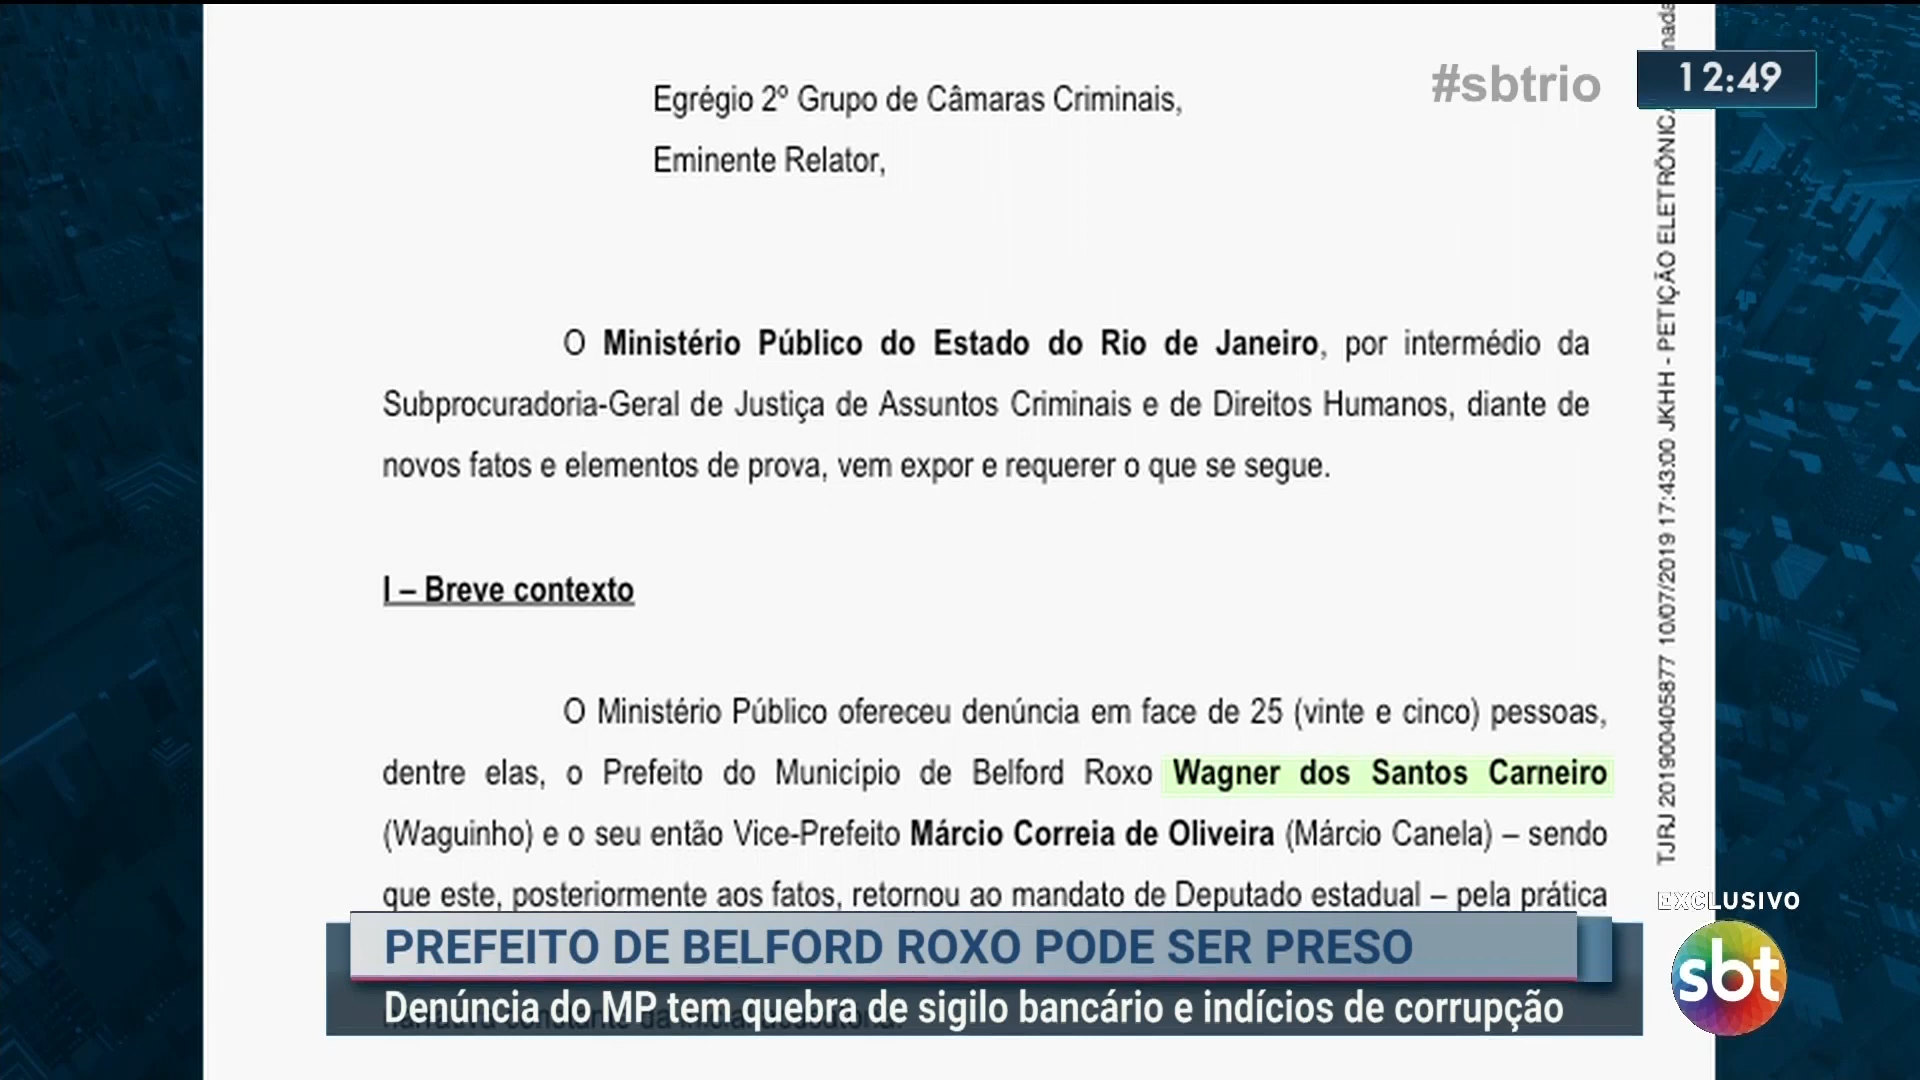 #sbtrio
12:49
Egrégio 2º Grupo de Câmaras Criminais,
Eminente Relator,
O Ministério Público do Estado do Rio de Janeiro, por intermédio da
Subprocuradoria-Geral de Justiça de Assuntos Criminais e de Direitos Humanos, diante de
novos fatos e elementos de prova, vem expor e requerer o que se segue.
I – Breve contexto
O Ministério Público ofereceu denúncia em face de 25 (vinte e cinco) pessoas,
dentre elas, o Prefeito do Município de Belford Roxo Wagner dos Santos Carneiro
(Waguinho) e o seu então Vice-Prefeito Márcio Correia de Oliveira (Márcio Canela) – sendo
que este, posteriormente aos fatos, retornou ao mandato de Deputado estadual – pela prática
TJRJ 201900405877 10/07/2019 17:43:00 JKHH - PETIÇÃO ELETRÔNICA
EXCLUSIVO
sbt
PREFEITO DE BELFORD ROXO PODE SER PRESO
Denúncia do MP tem quebra de sigilo bancário e indícios de corrupção